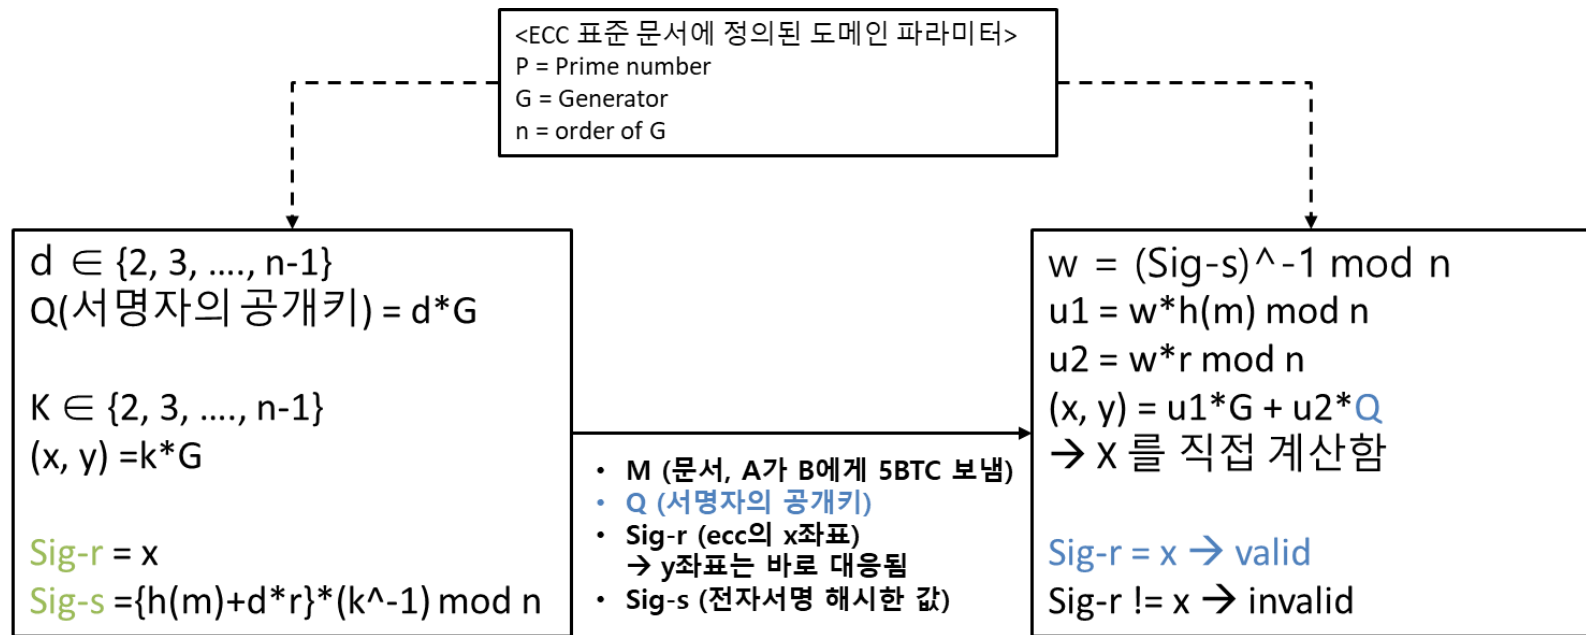 <ECC 표준 문서에 정의된 도메인 파라미터>
P = Prime number
G = Generator
n = order of G
d ∈ {2, 3, …., n-1}
Q(서명자의 공개키) = d*G
K ∈ {2, 3, …., n-1}
(x, y) =k*G
Sig-r = x
Sig-s ={h(m)+d*r}*(k^-1) mod n
• M (문서, A가 B에게 5BTC 보냄)
• Q (서명자의 공개키)
• Sig-r (ecc의 x좌표)
→ y좌표는 바로 대응됨
• Sig-s (전자서명 해시한 값)
w = (Sig-s)^-1 mod n
u1 = w*h(m) mod n
u2 = w*r mod n
(x, y) = u1*G + u2*Q
→ X 를 직접 계산함
Sig-r = x → valid
Sig-r != x → invalid